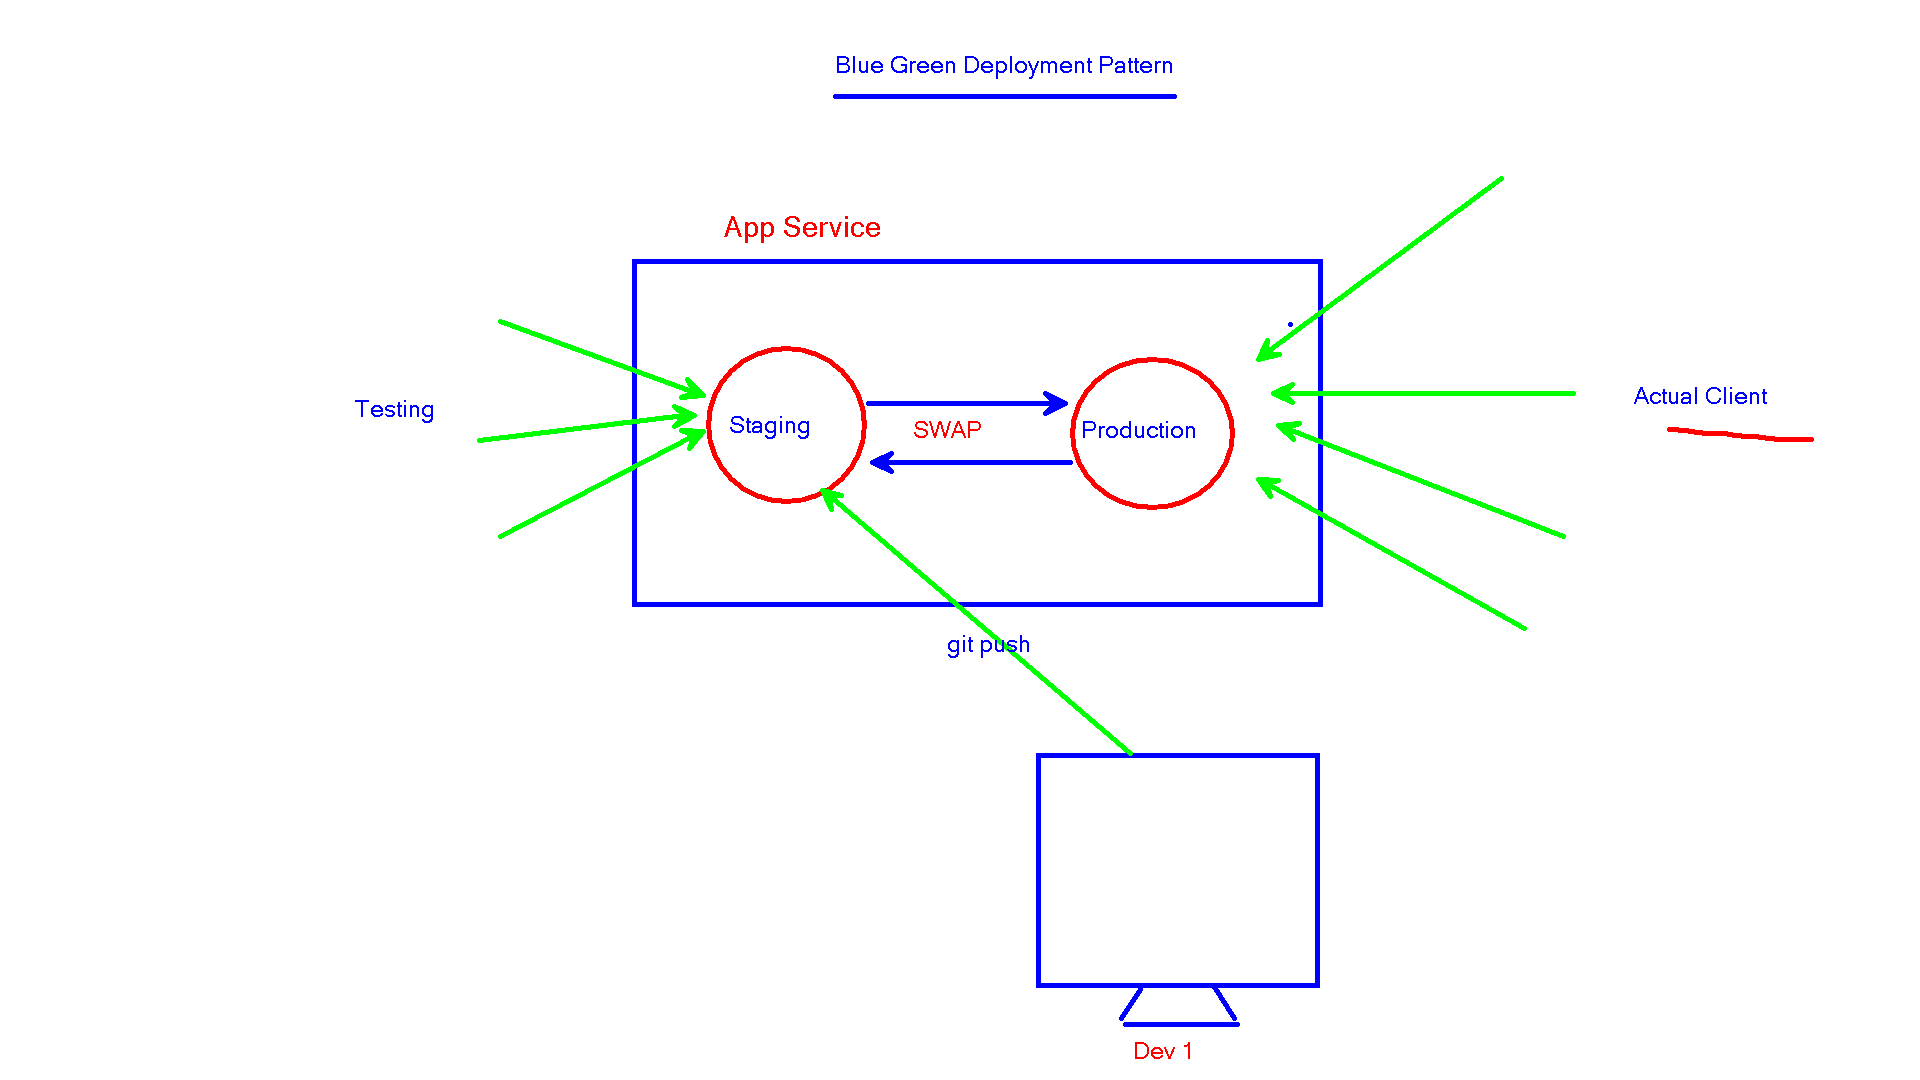 Blue Green Deployment Pattern
App Service
Testing
Staging
SWAP
Production
Actual Client
git push
Dev 1